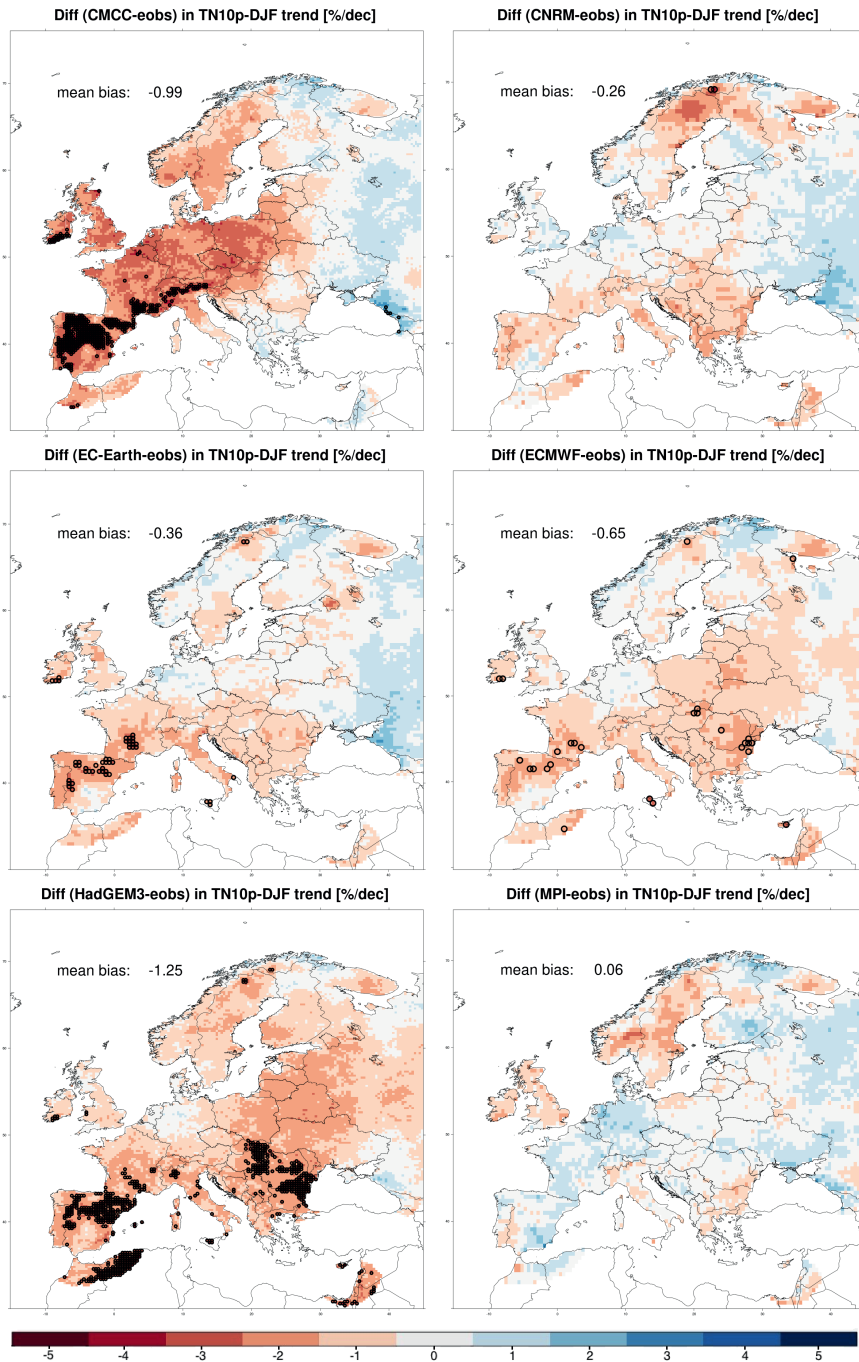 Diff (CMCC-eobs) in TN10p-DJF trend [%/dec]
mean bias: -0.99
Diff (CNRM-eobs) in TN10p-DJF trend [%/dec]
mean bias: -0.26
Diff (EC-Earth-eobs) in TN10p-DJF trend [%/dec]
mean bias: -0.36
Diff (ECMWF-eobs) in TN10p-DJF trend [%/dec]
mean bias: -0.65
Diff (HadGEM3-eobs) in TN10p-DJF trend [%/dec]
mean bias: -1.25
Diff (MPI-eobs) in TN10p-DJF trend [%/dec]
mean bias: 0.06
-5 -4 -3 -2 -1 0 1 2 3 4 5